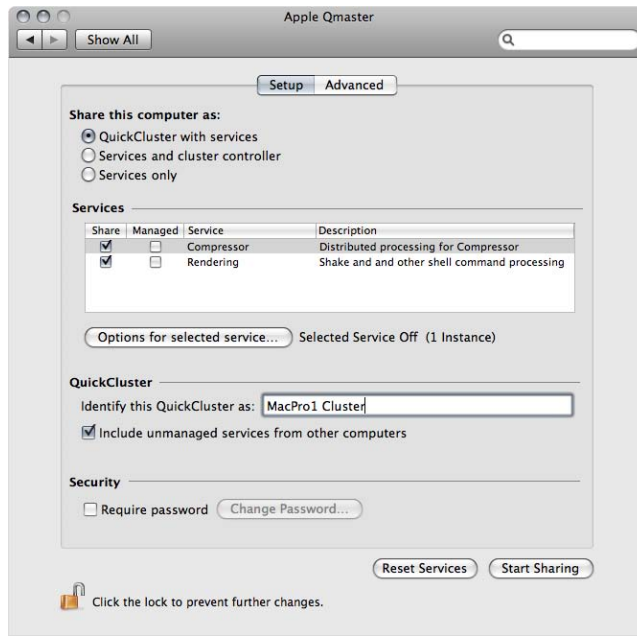 Apple Qmaster
Show All
Setup Advanced
Share this computer as:
QuickCluster with services
Services and cluster controller
Services only
Services
Share Managed Service Description
Compressor Distributed processing for Compressor
Rendering Shake and and other shell command processing
Options for selected service... Selected Service Off (1 Instance)
QuickCluster
Identify this QuickCluster as: MacPro1 Cluster
Include unmanaged services from other computers
Security
Require password Change Password...
Reset Services Start Sharing
Click the lock to prevent further changes.